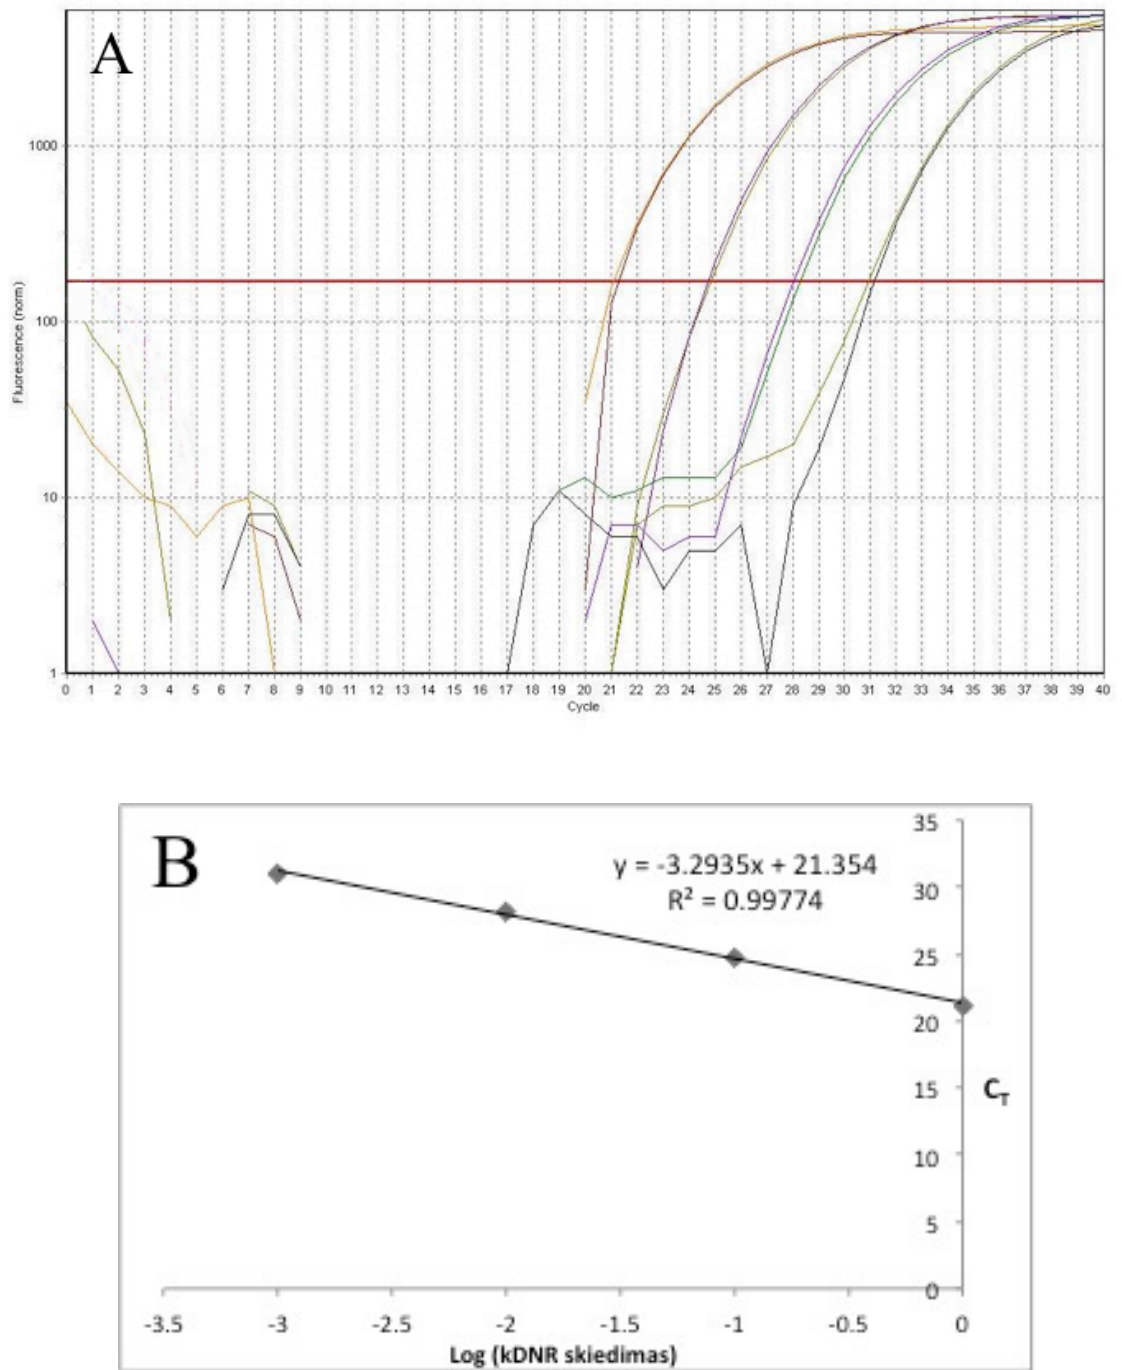 A
1000
100
10
1
Fluorescence (norm)
0 1 2 3 4 5 6 7 8 9 10 11 12 13 14 15 16 17 18 19 20 21 22 23 24 25 26 27 28 29 30 31 32 33 34 35 36 37 38 39 40
Cycle
B
y = -3.2935x + 21.354
R² = 0.99774
35
30
25
20
15
10
5
0
C_T
-3.5 -3 -2.5 -2 -1.5 -1 -0.5 0
Log (kDNR skiedimas)